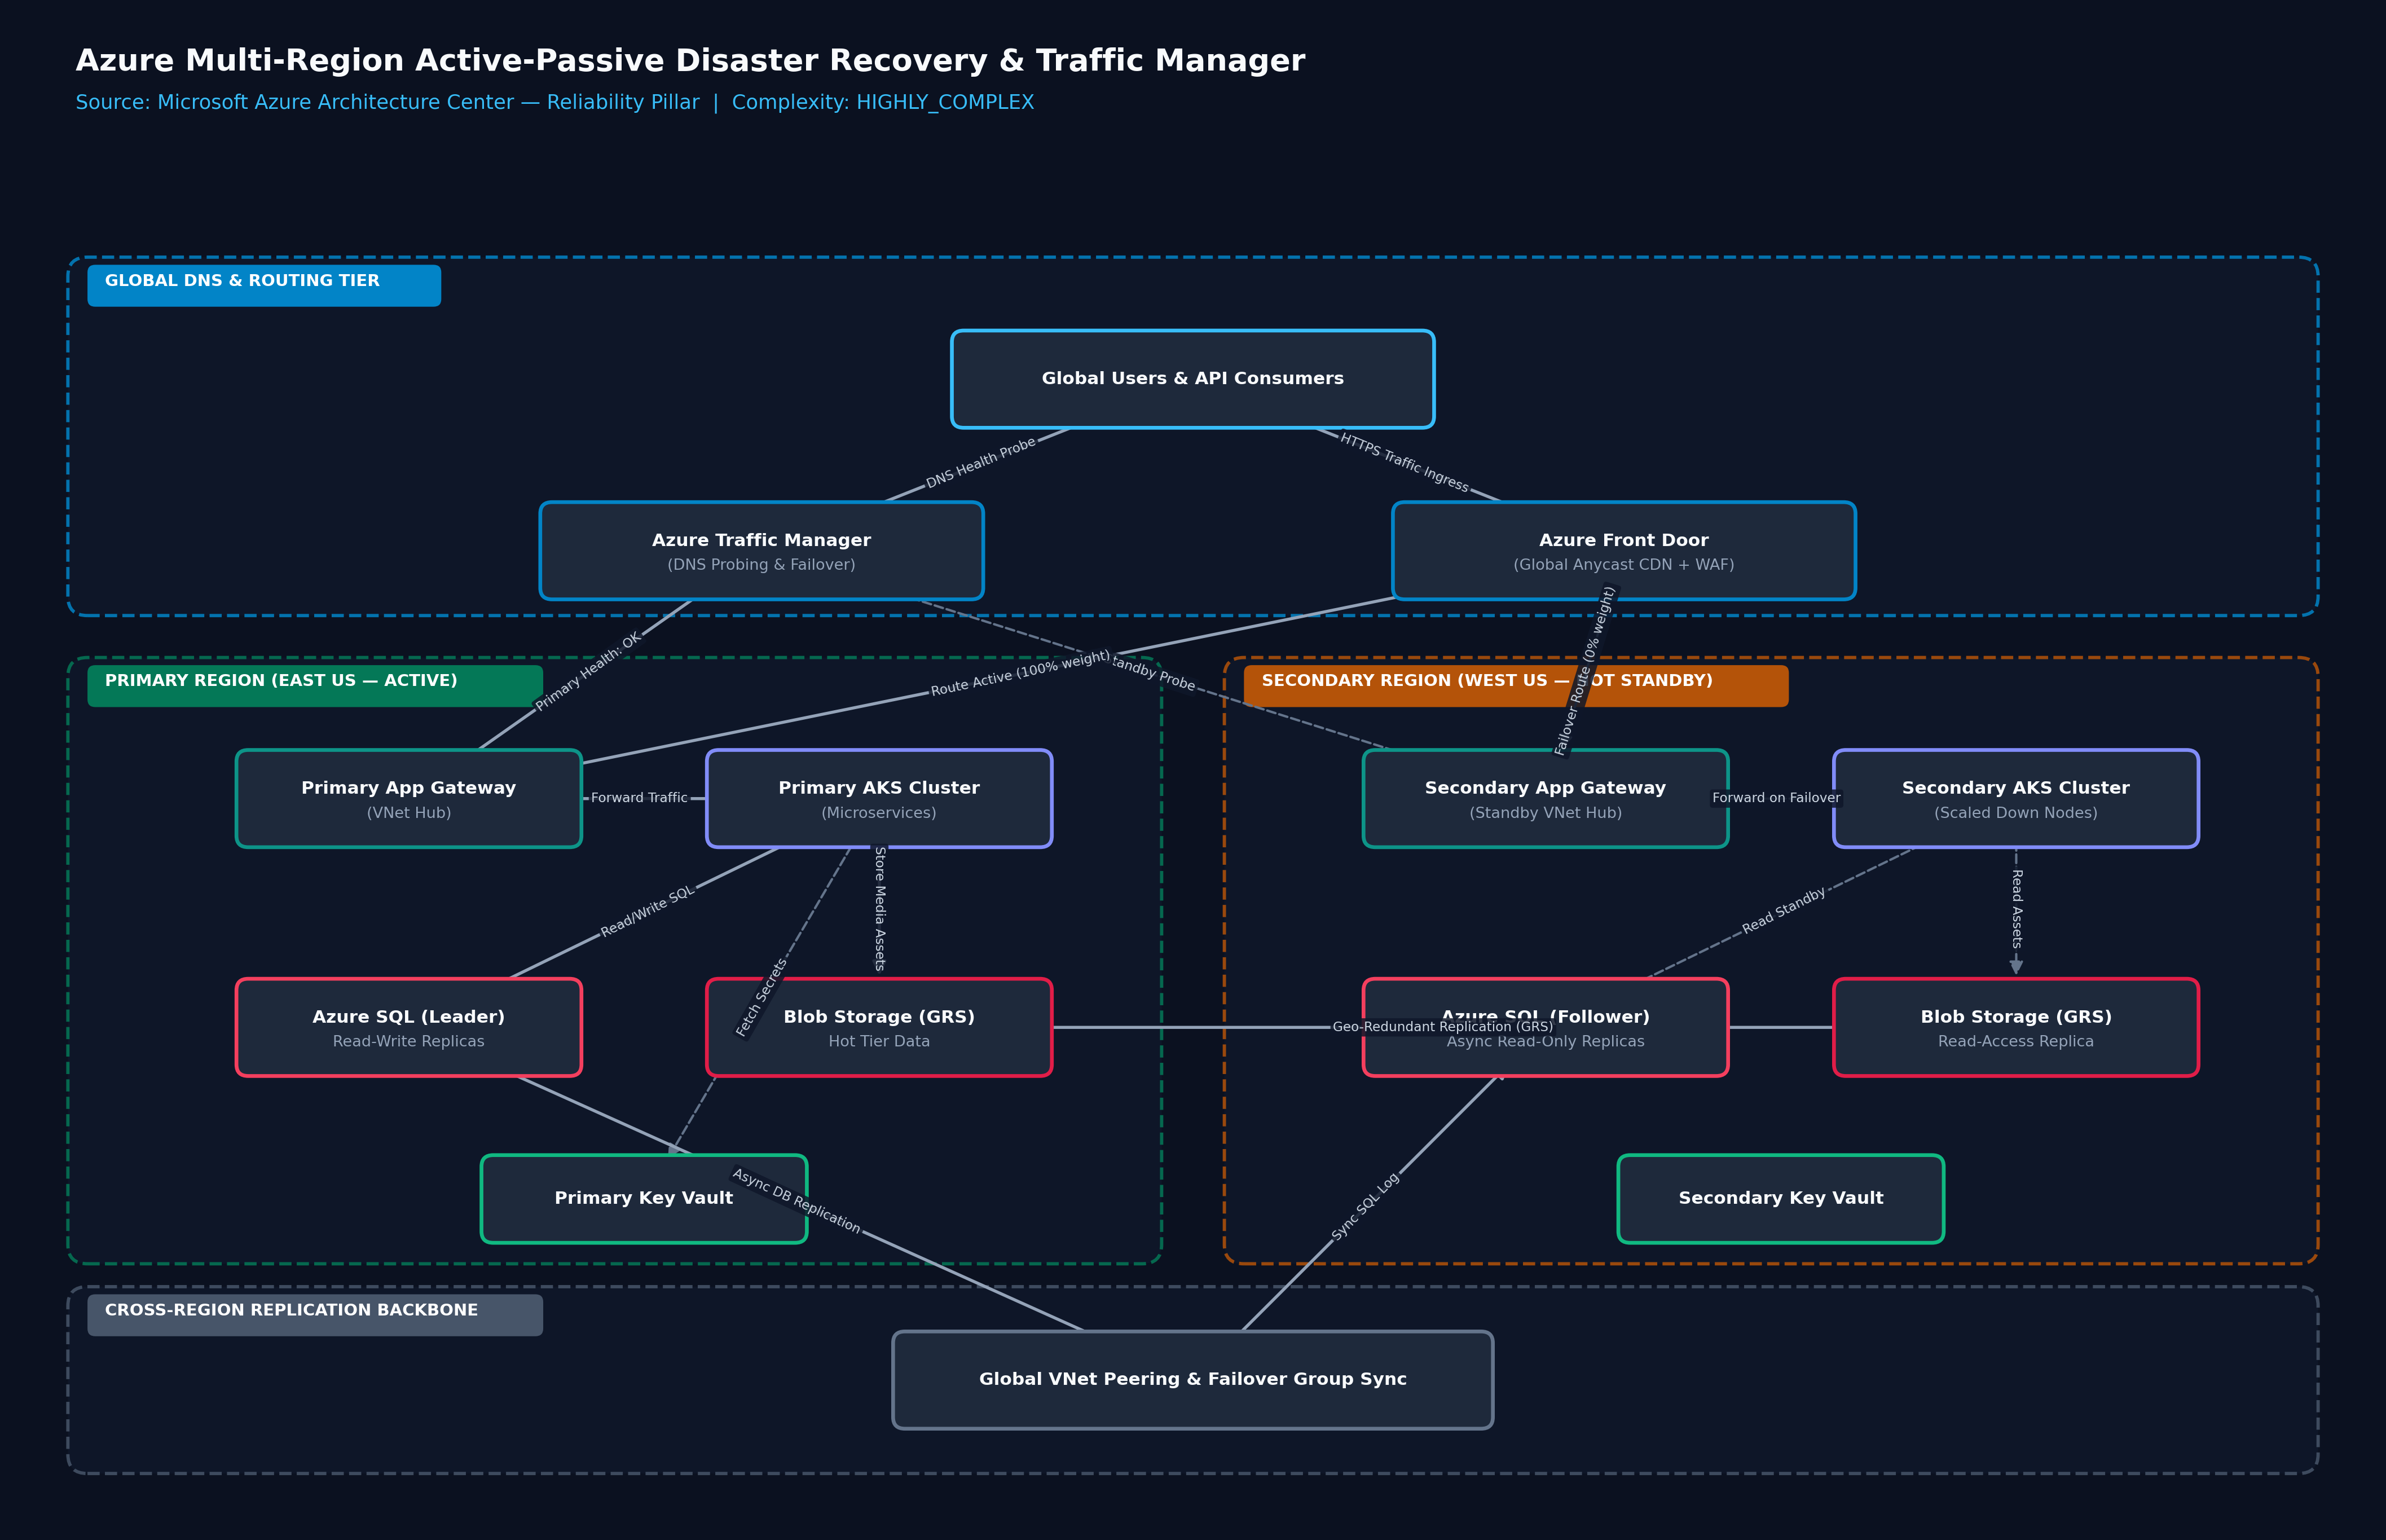 Azure Multi-Region Active-Passive Disaster Recovery & Traffic Manager
Source: Microsoft Azure Architecture Center — Reliability Pillar | Complexity: HIGHLY_COMPLEX
GLOBAL DNS & ROUTING TIER
Global Users & API Consumers
DNS Health Probe
HTTPS Traffic Ingress
Azure Traffic Manager
(DNS Probing & Failover)
Azure Front Door
(Global Anycast CDN + WAF)
Primary Health: OK
Route Active (100% weight)
tandby Probe
Failover Route (0% weight)
PRIMARY REGION (EAST US — ACTIVE)
SECONDARY REGION (WEST US — OT STANDBY)
Primary App Gateway
(VNet Hub)
Forward Traffic
Primary AKS Cluster
(Microservices)
Secondary App Gateway
(Standby VNet Hub)
Forward on Failover
Secondary AKS Cluster
(Scaled Down Nodes)
Read/Write SQL
Store Media Assets
Fetch Secrets
Read Standby
Read Assets
Azure SQL (Leader)
Read-Write Replicas
Blob Storage (GRS)
Hot Tier Data
Geo-Redundant Replication (GRS)
Azure SQL (Follower)
Async Read-Only Replicas
Blob Storage (GRS)
Read-Access Replica
Primary Key Vault
Async DB Replication
Sync SQL Log
Secondary Key Vault
CROSS-REGION REPLICATION BACKBONE
Global VNet Peering & Failover Group Sync